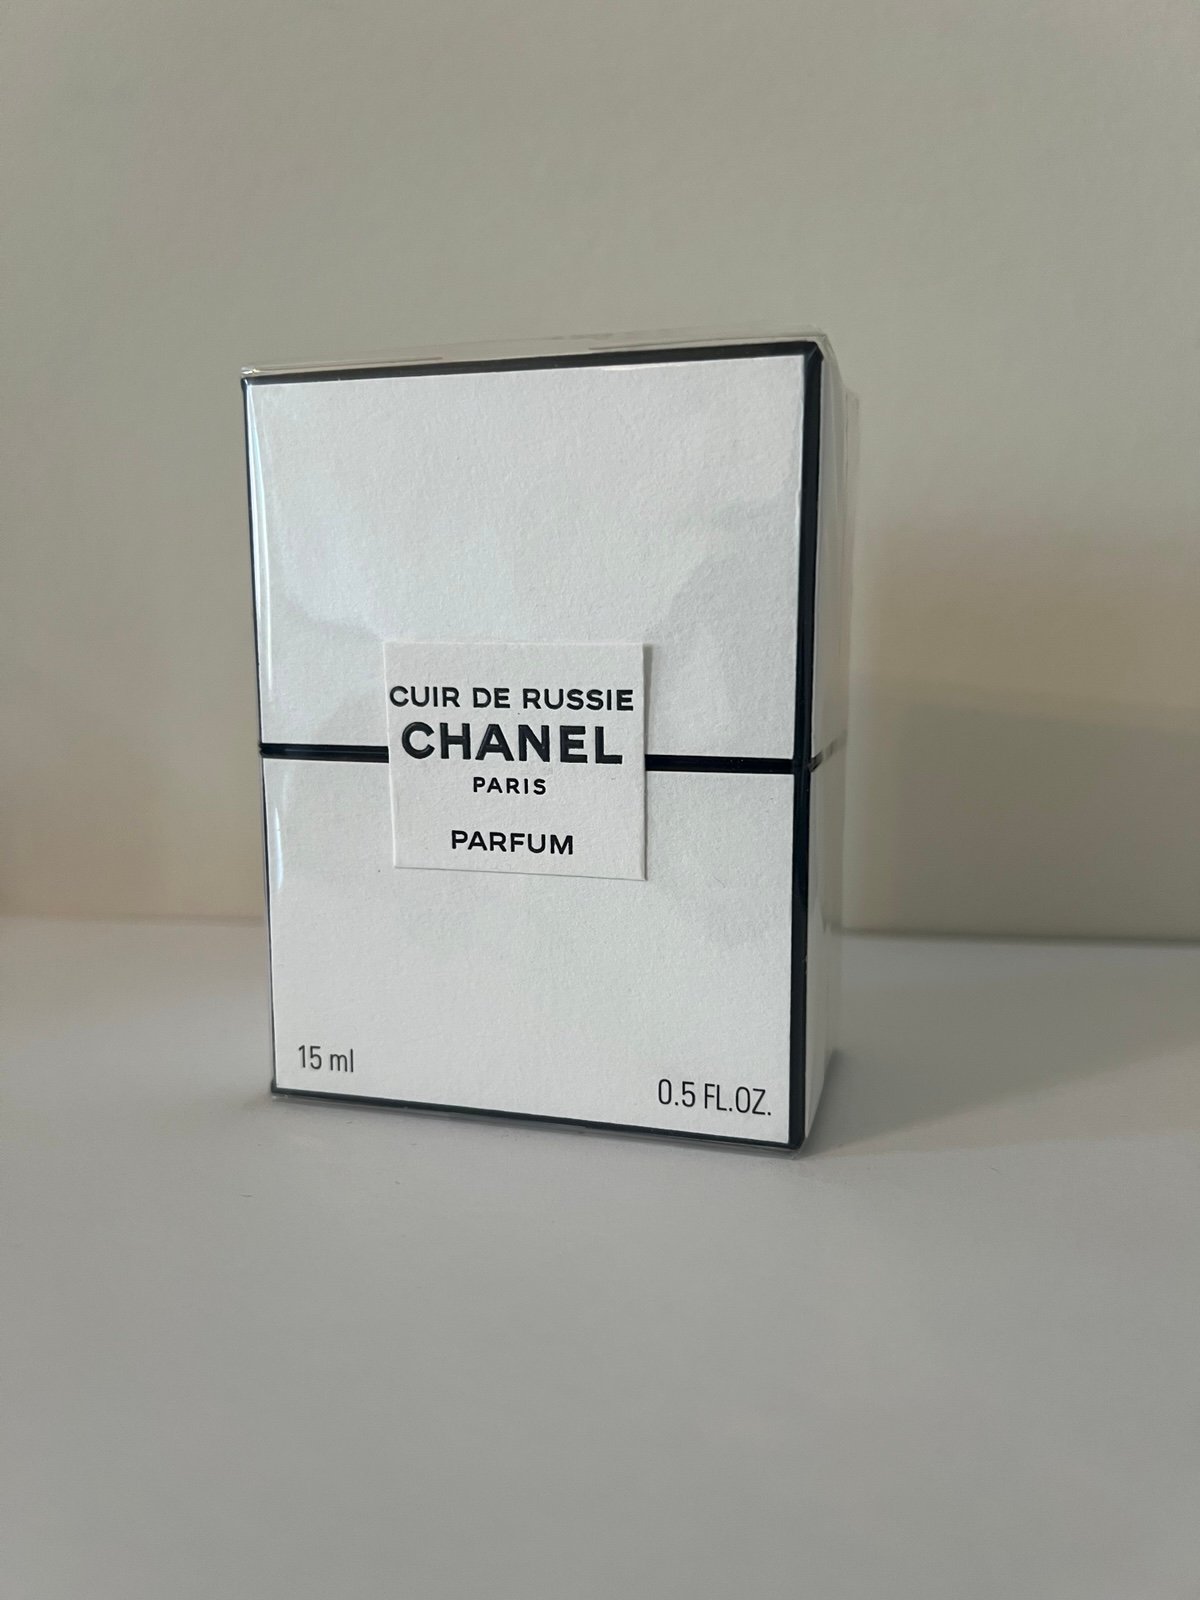 CUIR DE RUSSIE
CHANEL
PARIS
PARFUM
15 ml
0.5 FL.OZ.